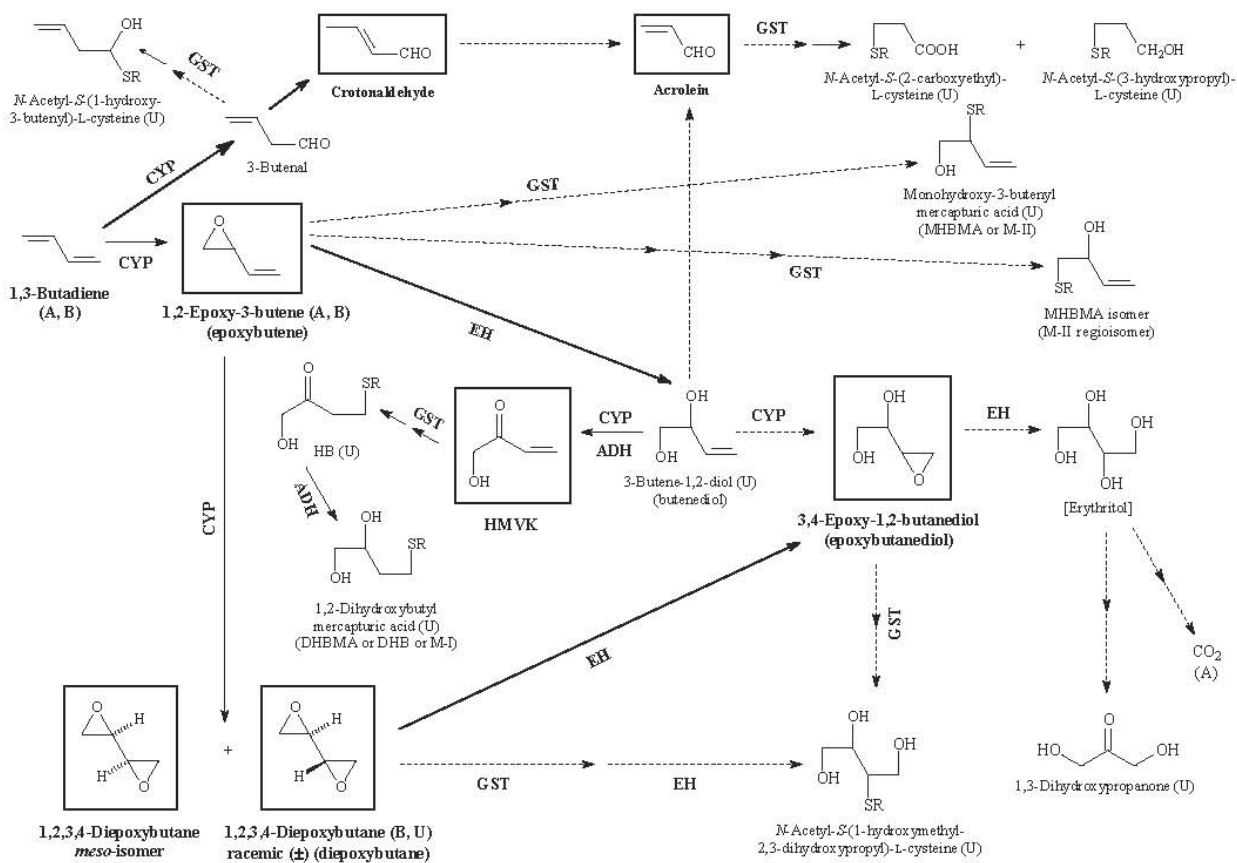 OH
GST
SR
N-Acetyl-S-(1-hydroxy-
3-butenyl)-L-cysteine (U)
CHO
Crotonaldehyde
CHO
Acrolein
GST
SR
COOH
N-Acetyl-S-(2-carboxyethyl)-
L-cysteine (U)
+
SR
CH2OH
N-Acetyl-S-(3-hydroxypropyl)-
L-cysteine (U)
CHO
3-Butenal
CYP
SR
OH
Monohydroxy-3-butenyl
mercapturic acid (U)
(MHBMA or M-II)
GST
1,3-Butadiene
(A, B)
CYP
O
1,2-Epoxy-3-butene (A, B)
(epoxybutene)
GST
OH
SR
MHBMA isomer
(M-II regioisomer)
EH
O
SR
OH
HB (U)
GST
O
OH
HMVK
CYP
ADH
OH
OH
3-Butene-1,2-diol (U)
(butenediol)
CYP
OH
OH
O
3,4-Epoxy-1,2-butanediol
(epoxybutanediol)
EH
OH
OH
OH
OH
[Erythritol]
ADH
CYP
OH
SR
OH
1,2-Dihydroxybutyl
mercapturic acid (U)
(DHBMA or DHB or M-I)
EH
GST
CO2
(A)
O
H
H
O
1,2,3,4-Diepoxybutane
meso-isomer
+
O
H
H
O
1,2,3,4-Diepoxybutane (B, U)
racemic (±) (diepoxybutane)
GST
EH
OH
OH
OH
SR
N-Acetyl-S-(1-hydroxymethyl-
2,3-dihydroxypropyl)-L-cysteine (U)
O
HO
OH
1,3-Dihydroxypropanone (U)